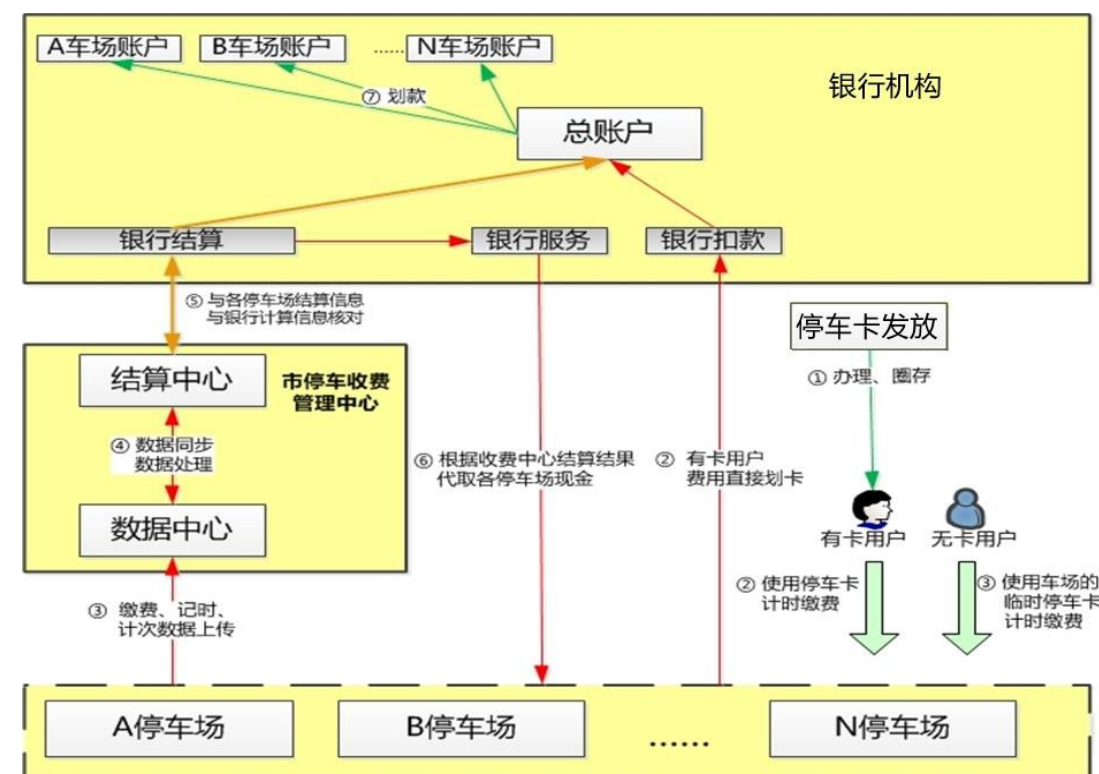 A车场账户
B车场账户
......
N车场账户
⑦ 划款
银行机构
总账户
银行结算
银行服务
银行扣款
⑤ 与各停车场结算信息
与银行计算信息核对
停车卡发放
① 办理、圈存
结算中心
市停车收费
管理中心
④ 数据同步
数据处理
数据中心
⑥ 根据收费中心结算结果
代取各停车场现金
② 有卡用户
费用直接划卡
有卡用户
无卡用户
② 使用停车卡
计时缴费
③ 使用车场的
临时停车卡
计时缴费
③ 缴费、记时、
计次数据上传
A停车场
B停车场
......
N停车场